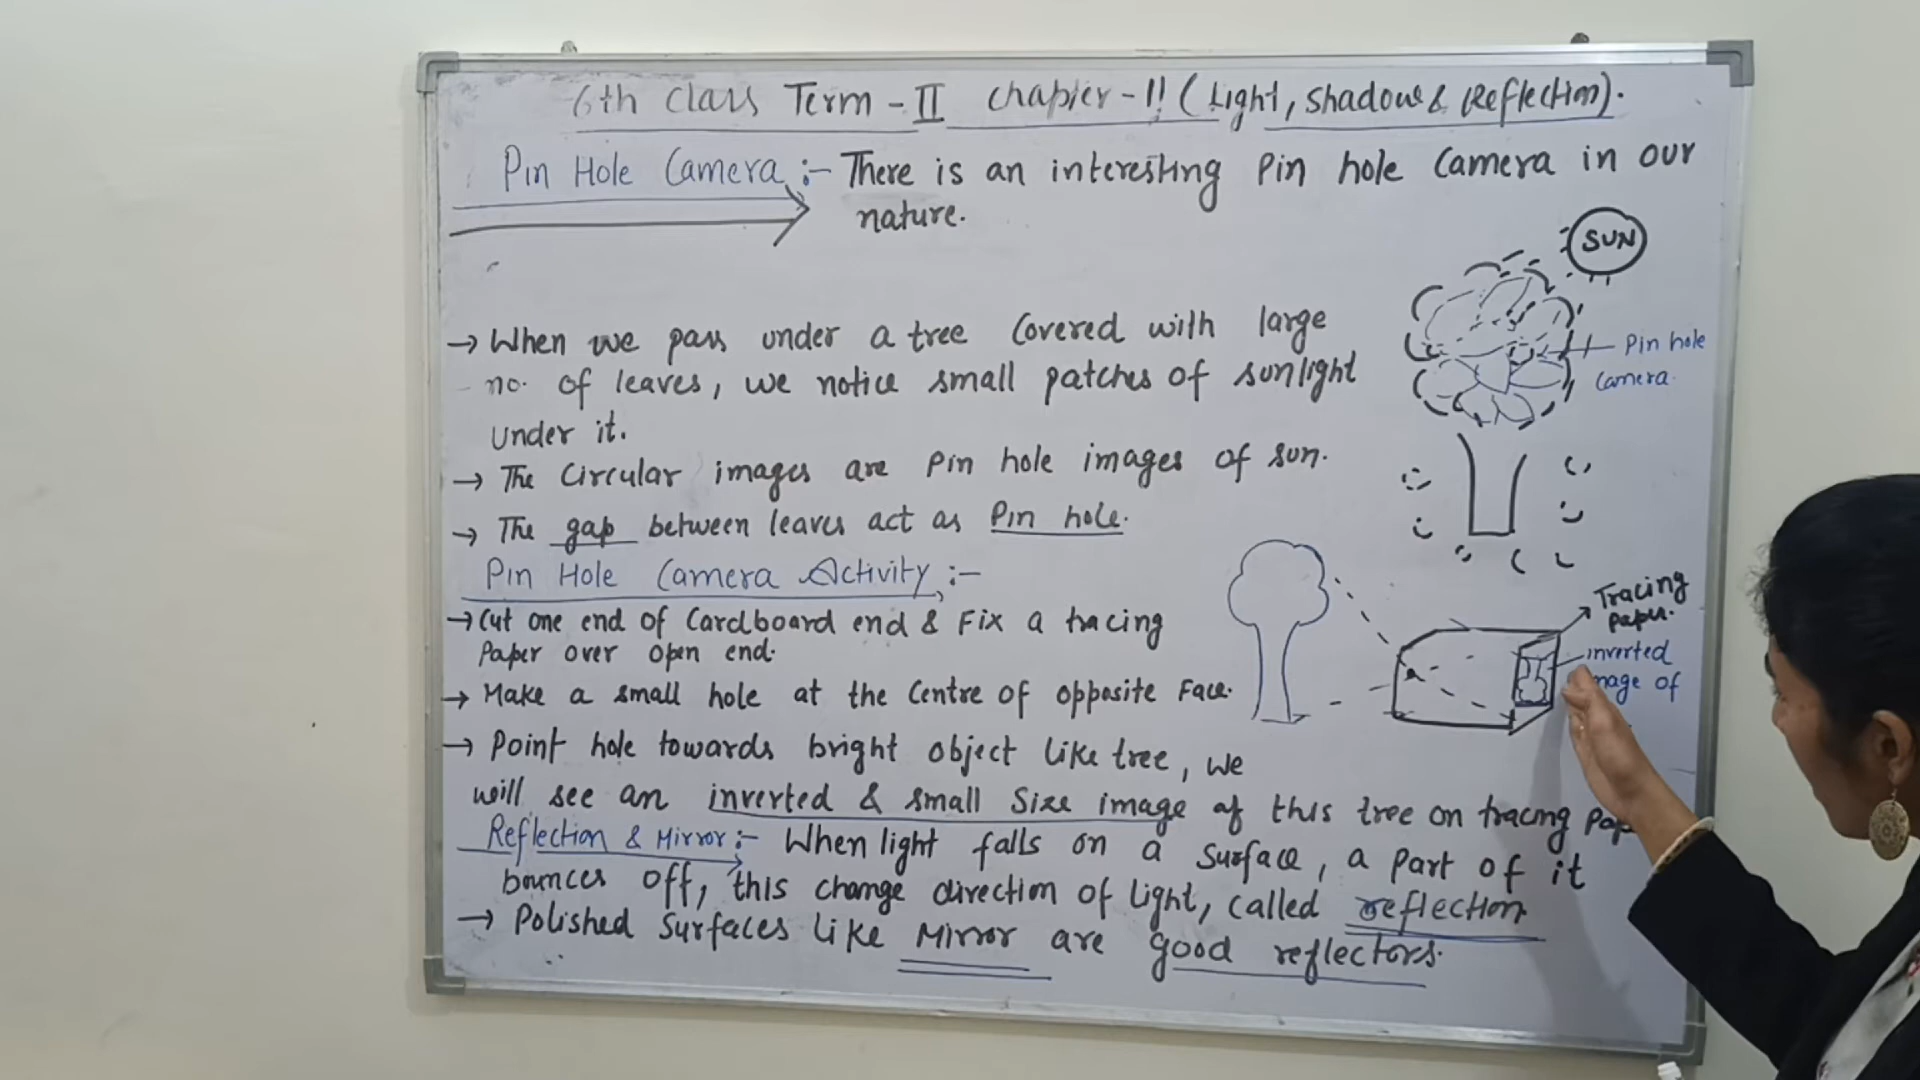 6th Class Term-II Chapter-11 (Light, Shadows & Reflection).
Pin Hole Camera :- There is an interesting Pin hole Camera in our
nature.
SUN
→ When we pass under a tree Covered with large
no. of leaves, we notice small patches of sunlight
under it.
Pin hole
Camera.
→ The Circular images are Pin hole images of sun.
→ The gap between leaves act as Pin hole.
Pin Hole Camera Activity :-
→ Cut one end of Cardboard end & Fix a tracing
Paper over open end.
Tracing
Paper.
inverted
image of
→ Make a small hole at the Centre of opposite Face.
→ Point hole towards bright object like tree, we
will see an inverted & small Size image of this tree on tracing
Reflection & Mirror :- When light falls on a Surface, a part of it
bounces off, this change direction of light, called reflection
→ Polished Surfaces like Mirror are good reflectors.